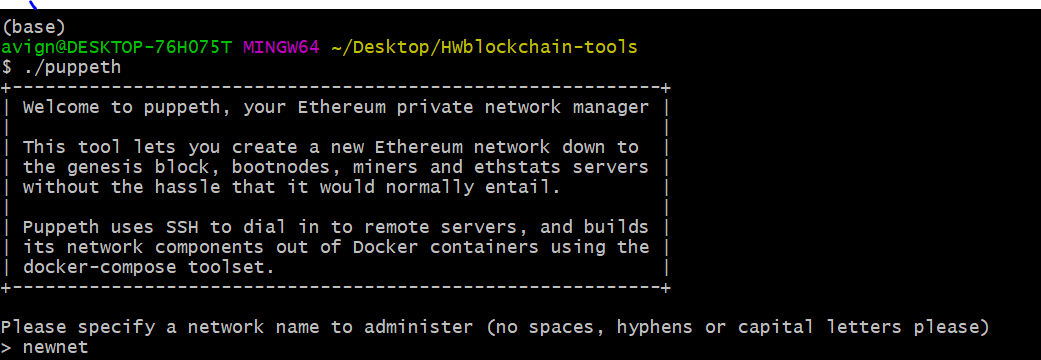 (base)
avign@DESKTOP-76H075T MINGW64 ~/Desktop/HWblockchain-tools
$ ./puppeth
+-----------------------------------------------------------+
| Welcome to puppeth, your Ethereum private network manager |
|                                                           |
| This tool lets you create a new Ethereum network down to  |
| the genesis block, bootnodes, miners and ethstats servers |
| without the hassle that it would normally entail.         |
|                                                           |
| Puppeth uses SSH to dial in to remote servers, and builds |
| its network components out of Docker containers using the |
| docker-compose toolset.                                   |
+-----------------------------------------------------------+
Please specify a network name to administer (no spaces, hyphens or capital letters please)
> newnet